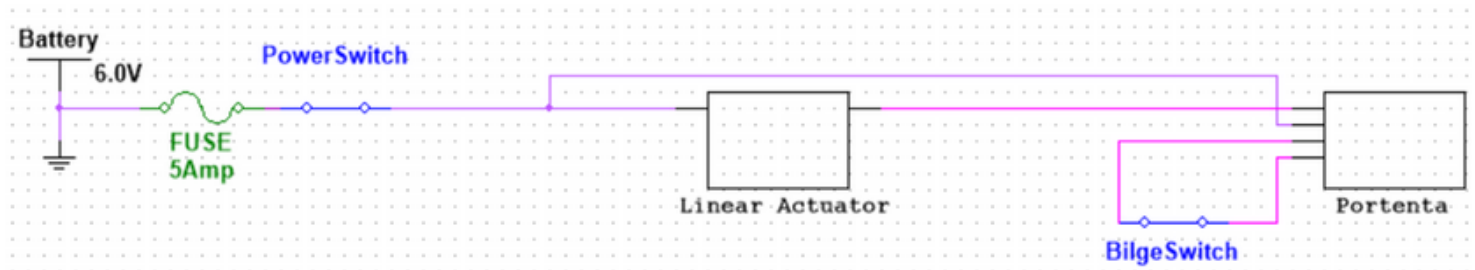 Battery
6.0V
PowerSwitch
FUSE
5Amp
Linear Actuator
Portenta
BilgeSwitch